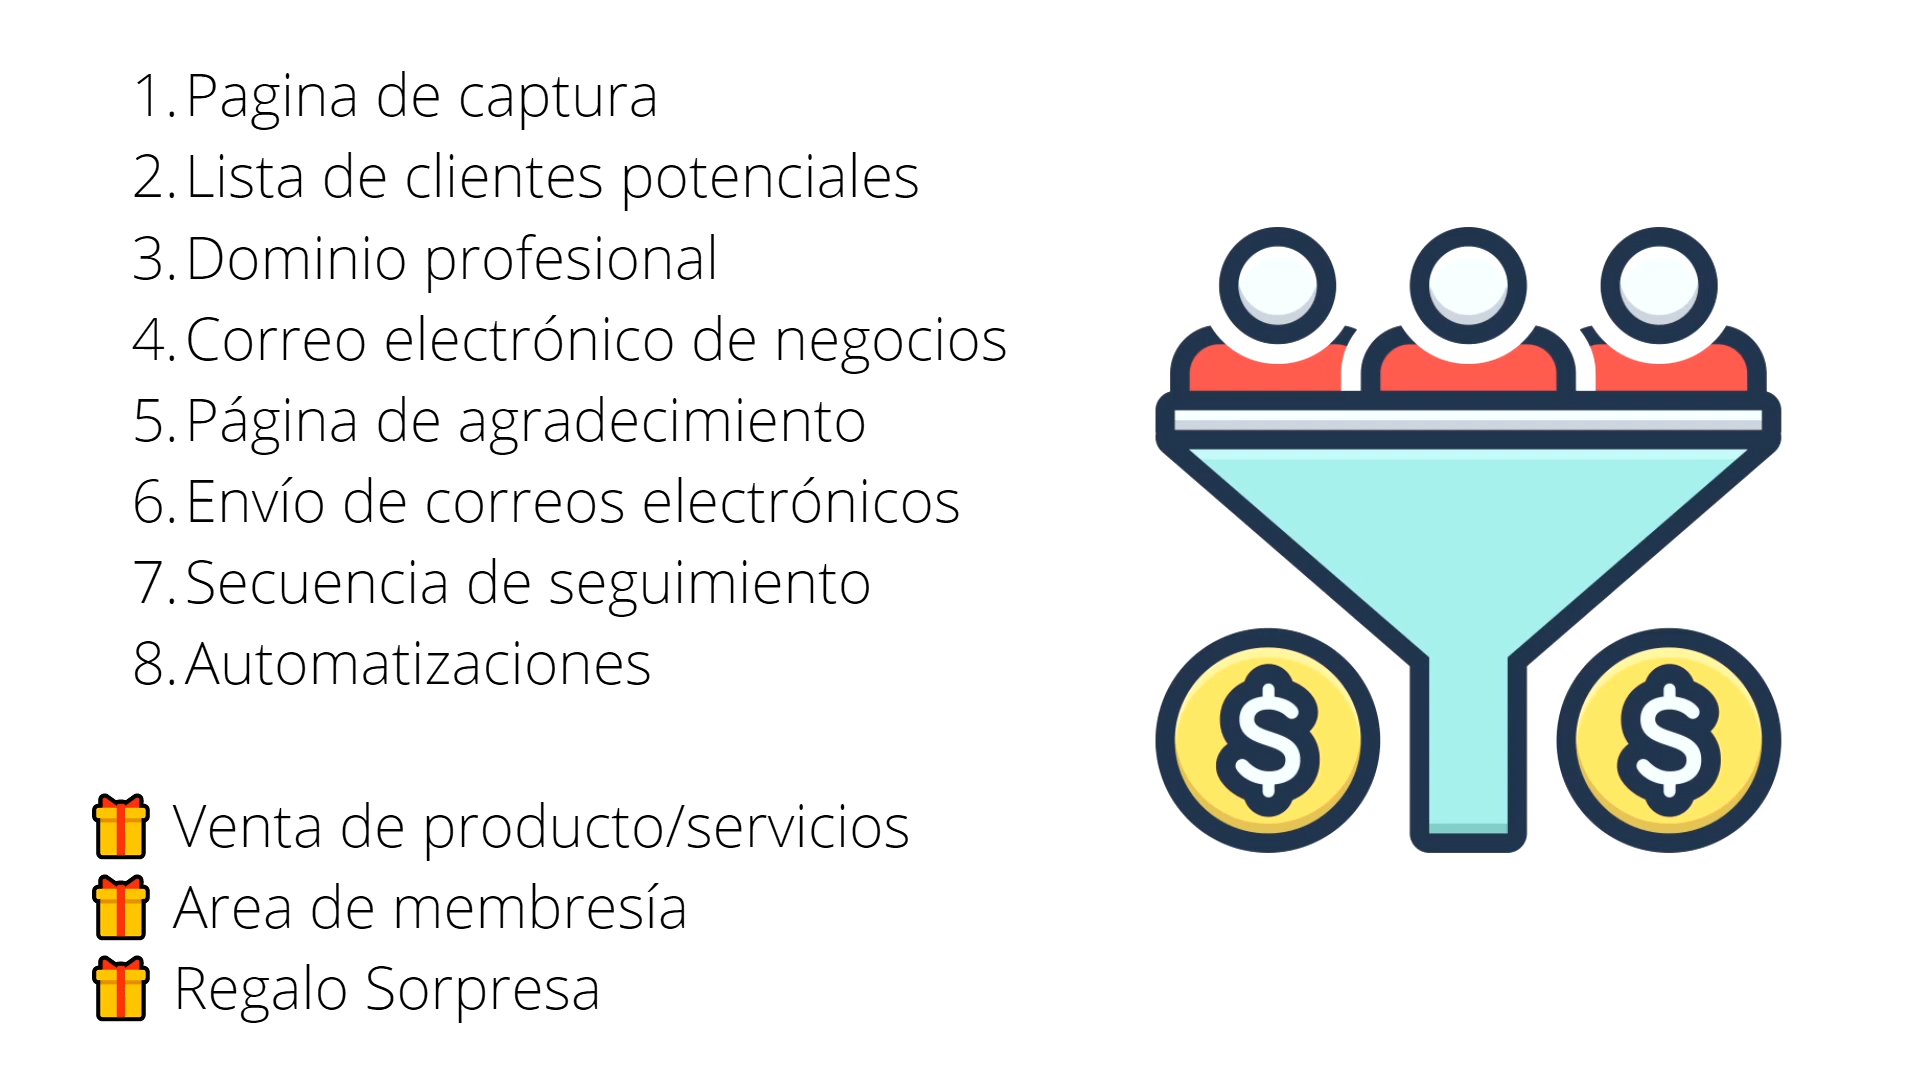 1. Pagina de captura
2. Lista de clientes potenciales
3. Dominio profesional
4. Correo electrónico de negocios
5. Página de agradecimiento
6. Envío de correos electrónicos
7. Secuencia de seguimiento
8. Automatizaciones
Venta de producto/servicios
Area de membresía
Regalo Sorpresa
$ $